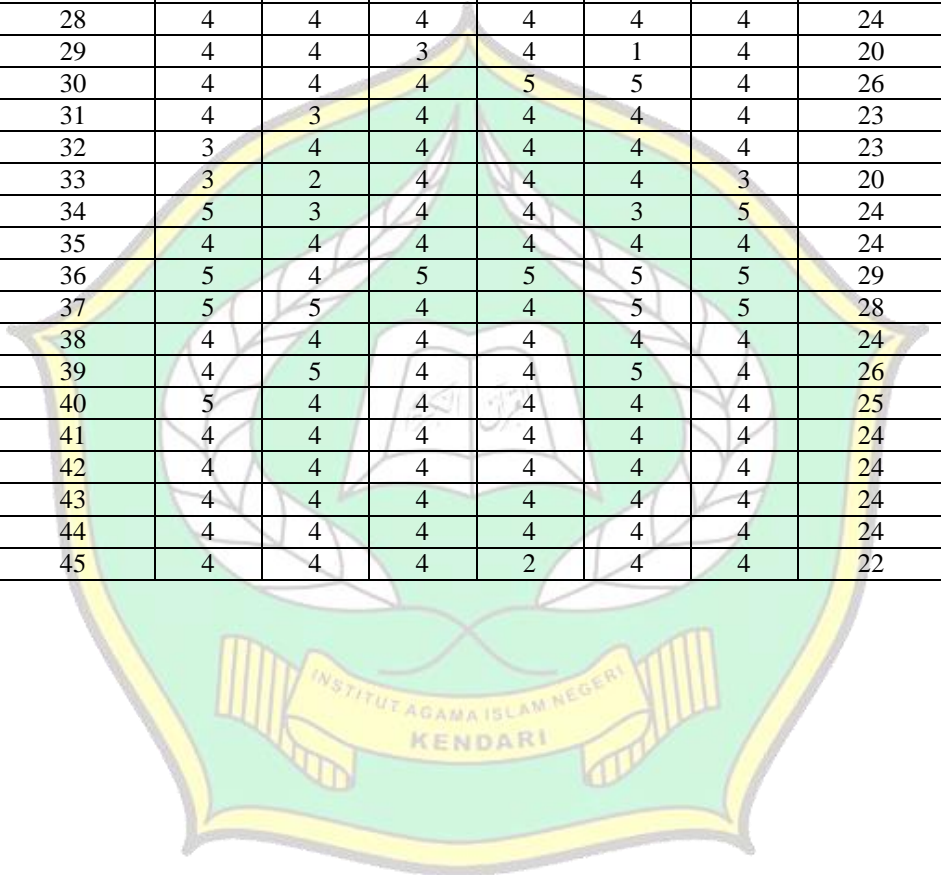 28 4 4 4 4 4 4 24
29 4 4 3 4 1 4 20
30 4 4 4 5 5 4 26
31 4 3 4 4 4 4 23
32 3 4 4 4 4 4 23
33 3 2 4 4 4 3 20
34 5 3 4 4 3 5 24
35 4 4 4 4 4 4 24
36 5 4 5 5 5 5 29
37 5 5 4 4 5 5 28
38 4 4 4 4 4 4 24
39 4 5 4 4 5 4 26
40 5 4 4 4 4 4 25
41 4 4 4 4 4 4 24
42 4 4 4 4 4 4 24
43 4 4 4 4 4 4 24
44 4 4 4 4 4 4 24
45 4 4 4 2 4 4 22
INSTITUT AGAMA ISLAM NEGERI
KENDARI